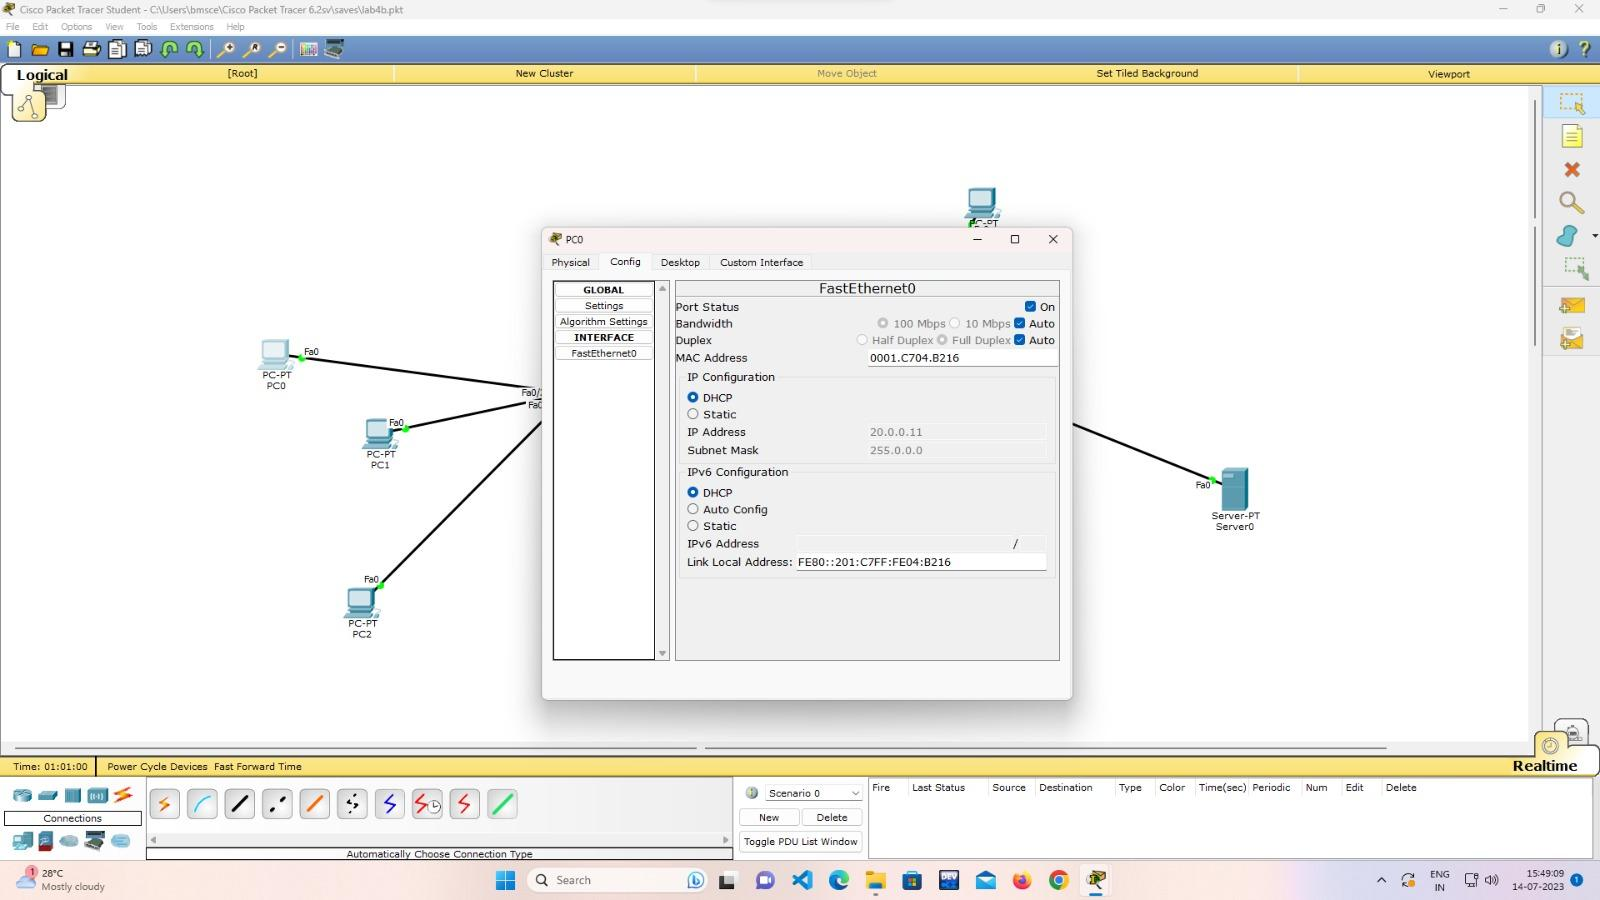 Cisco Packet Tracer Student - C:\Users\bmsce\Cisco Packet Tracer 6.2sv\saves\lab4b.pkt
File Edit Options View Tools Extensions Help
Logical [Root] New Cluster Move Object Set Tiled Background Viewport
PC-PT
PC0
Physical Config Desktop Custom Interface
GLOBAL
Settings
Algorithm Settings
INTERFACE
FastEthernet0
FastEthernet0
Port Status On
Bandwidth 100 Mbps 10 Mbps Auto
Duplex Half Duplex Full Duplex Auto
MAC Address 0001.C704.B216
IP Configuration
DHCP
Static
IP Address 20.0.0.11
Subnet Mask 255.0.0.0
IPv6 Configuration
DHCP
Auto Config
Static
IPv6 Address /
Link Local Address: FE80::201:C7FF:FE04:B216
Fa0
PC-PT
PC0
Fa0/
Fa0
Fa0
PC-PT
PC1
Fa0
PC-PT
PC2
Fa0
Server-PT
Server0
Time: 01:01:00 Power Cycle Devices Fast Forward Time
Realtime
Connections
Automatically Choose Connection Type
Scenario 0
New Delete
Toggle PDU List Window
Fire Last Status Source Destination Type Color Time(sec) Periodic Num Edit Delete
1
28°C
Mostly cloudy
Search
DEV
ENG
IN
15:49:09
14-07-2023
1